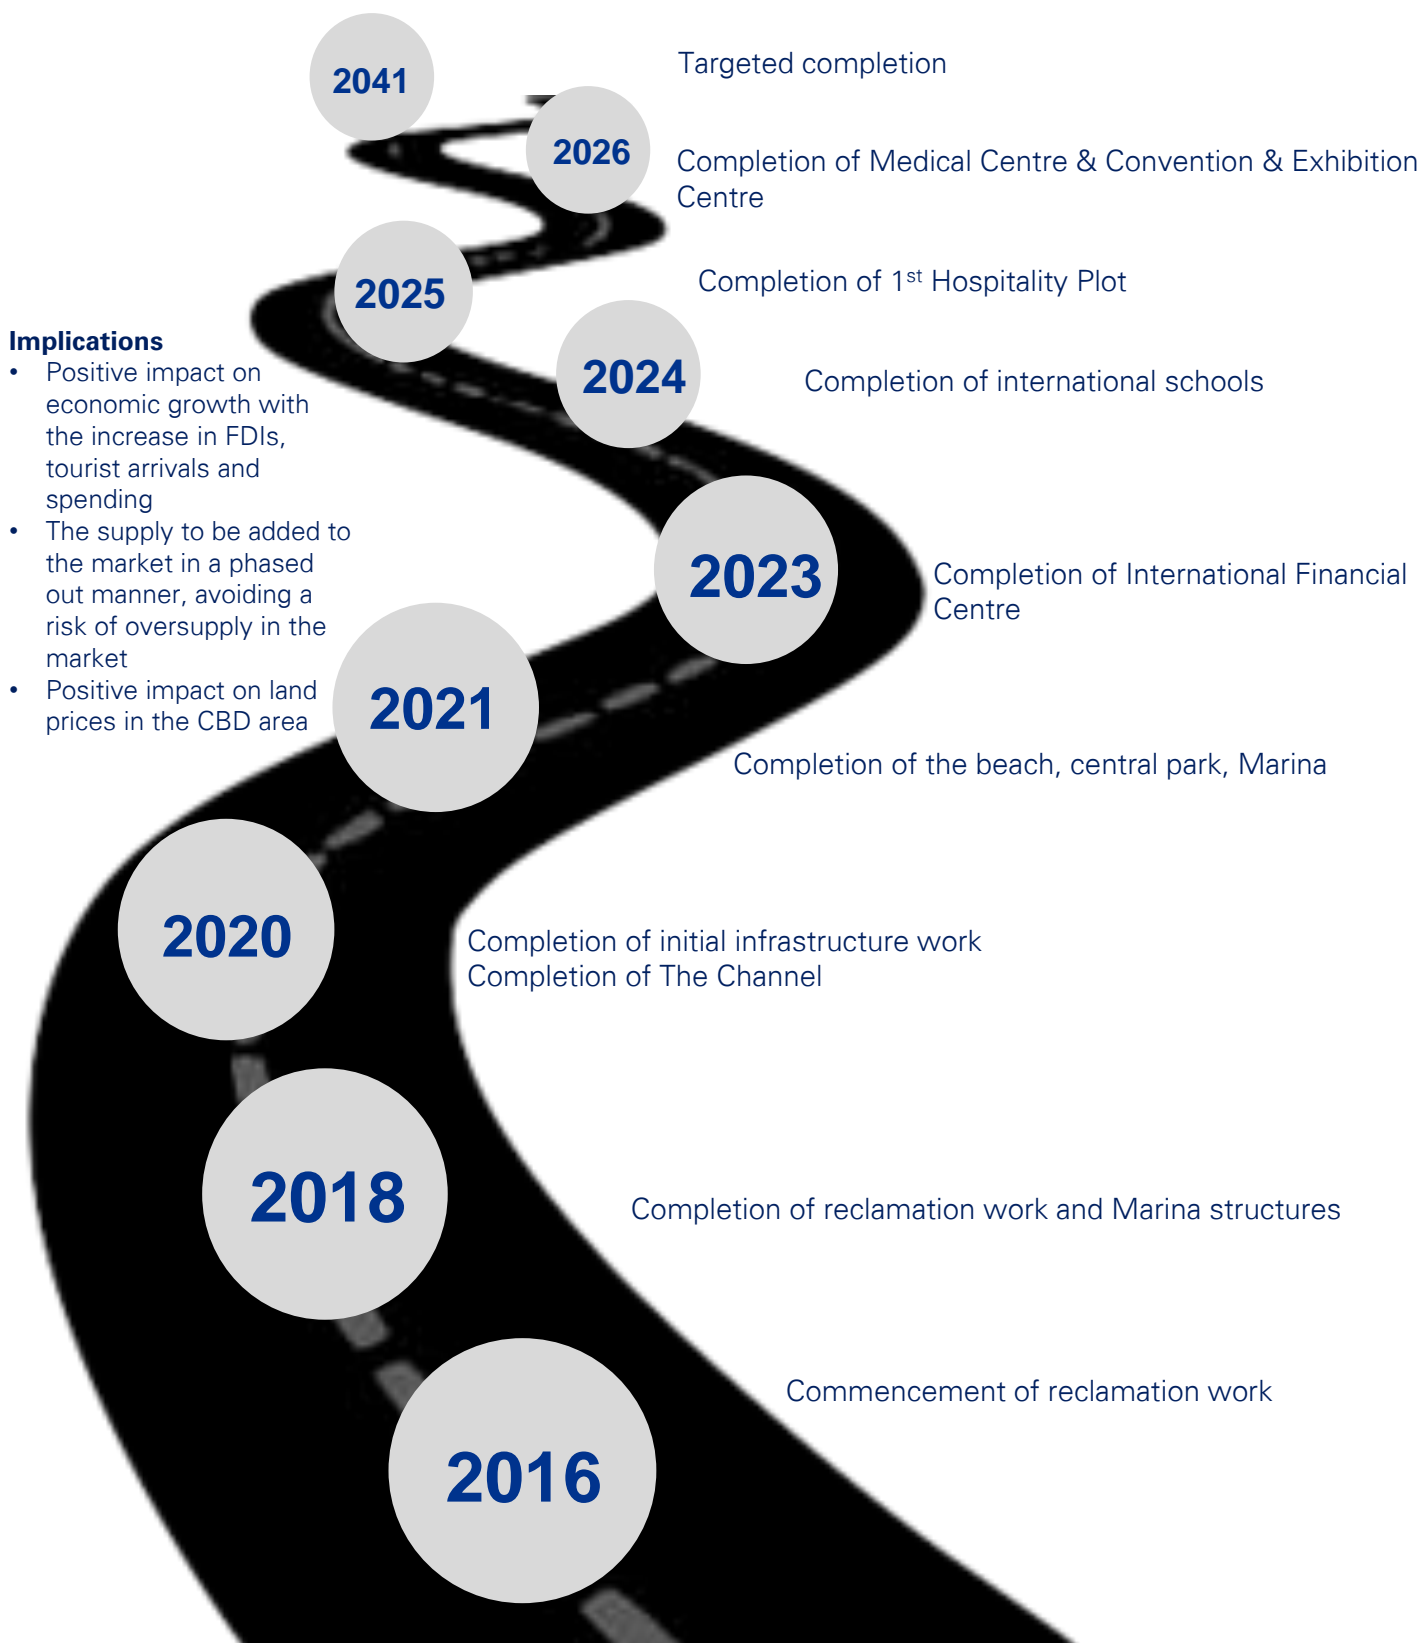 2041
Targeted completion
2026
Completion of Medical Centre & Convention & Exhibition
Centre
2025
Completion of 1st Hospitality Plot
Implications
• Positive impact on
economic growth with
the increase in FDIs,
tourist arrivals and
spending
• The supply to be added to
the market in a phased
out manner, avoiding a
risk of oversupply in the
market
• Positive impact on land
prices in the CBD area
2024
Completion of international schools
2023
Completion of International Financial
Centre
2021
Completion of the beach, central park, Marina
2020
Completion of initial infrastructure work
Completion of The Channel
2018
Completion of reclamation work and Marina structures
2016
Commencement of reclamation work